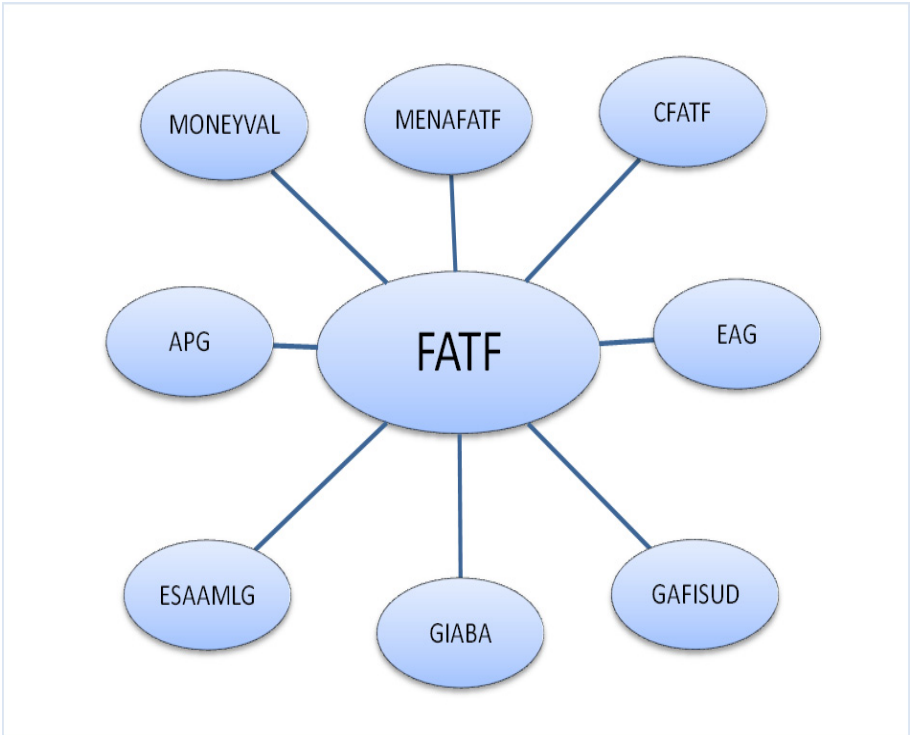 MONEYVAL
MENAFATF
CFATF
APG
FATF
EAG
ESAAMLG
GIABA
GAFISUD